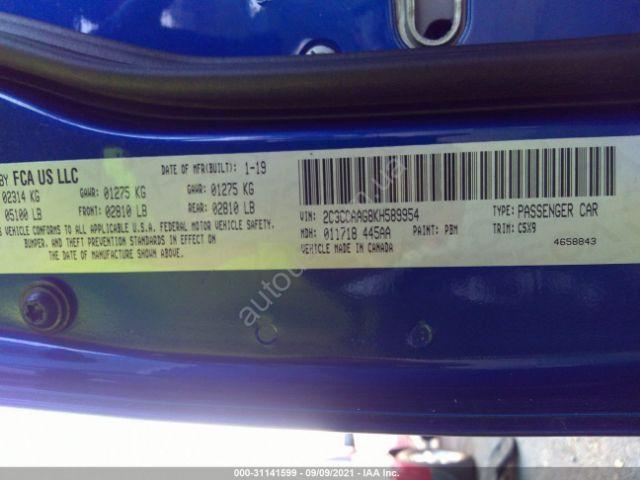 BY FCA US LLC
DATE OF MFR(BUILT): 1-19
02314 KG GAWR: 01275 KG GAWR: 01275 KG
05100 LB FRONT: 02810 LB REAR: 02810 LB
CONFORMS TO ALL APPLICABLE U.S.A. FEDERAL MOTOR VEHICLE SAFETY,
BUMPER, AND THEFT PREVENTION STANDARDS IN EFFECT ON
THE DATE OF MANUFACTURE SHOWN ABOVE.
VIN: 2C3CCAAG8KH589954 TYPE: PASSENGER CAR
MDH: 011718 445AA PAINT: PBM TRIM: C5X9
VEHICLE MADE IN CANADA 4658843
000-31141599 | 09/09/2021 | IAA Inc.